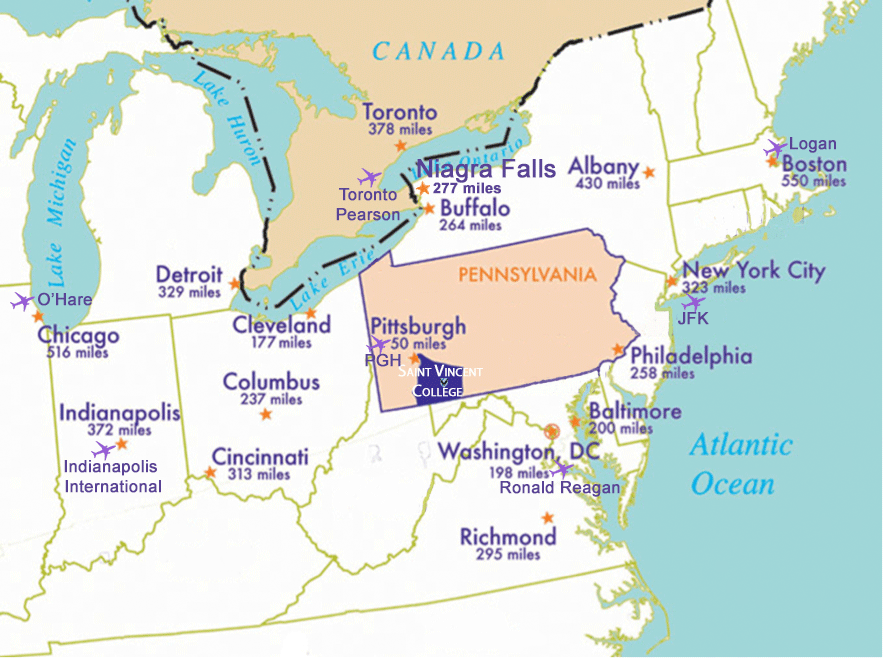 CANADA
Lake Huron
Lake Michigan
Toronto
378 miles
Lake Ontario
Logan
Boston
550 miles
Niagra Falls
277 miles
Albany
430 miles
Toronto
Pearson
Buffalo
264 miles
Lake Erie
Detroit
329 miles
PENNSYLVANIA
New York City
323 miles
JFK
O'Hare
Chicago
516 miles
Cleveland
177 miles
Pittsburgh
50 miles
PGH
SAINT VINCENT
COLLEGE
Philadelphia
258 miles
Columbus
237 miles
Indianapolis
372 miles
Indianapolis
International
Baltimore
200 miles
Cincinnati
313 miles
Washington, DC
198 miles
Ronald Reagan
Atlantic
Ocean
Richmond
295 miles